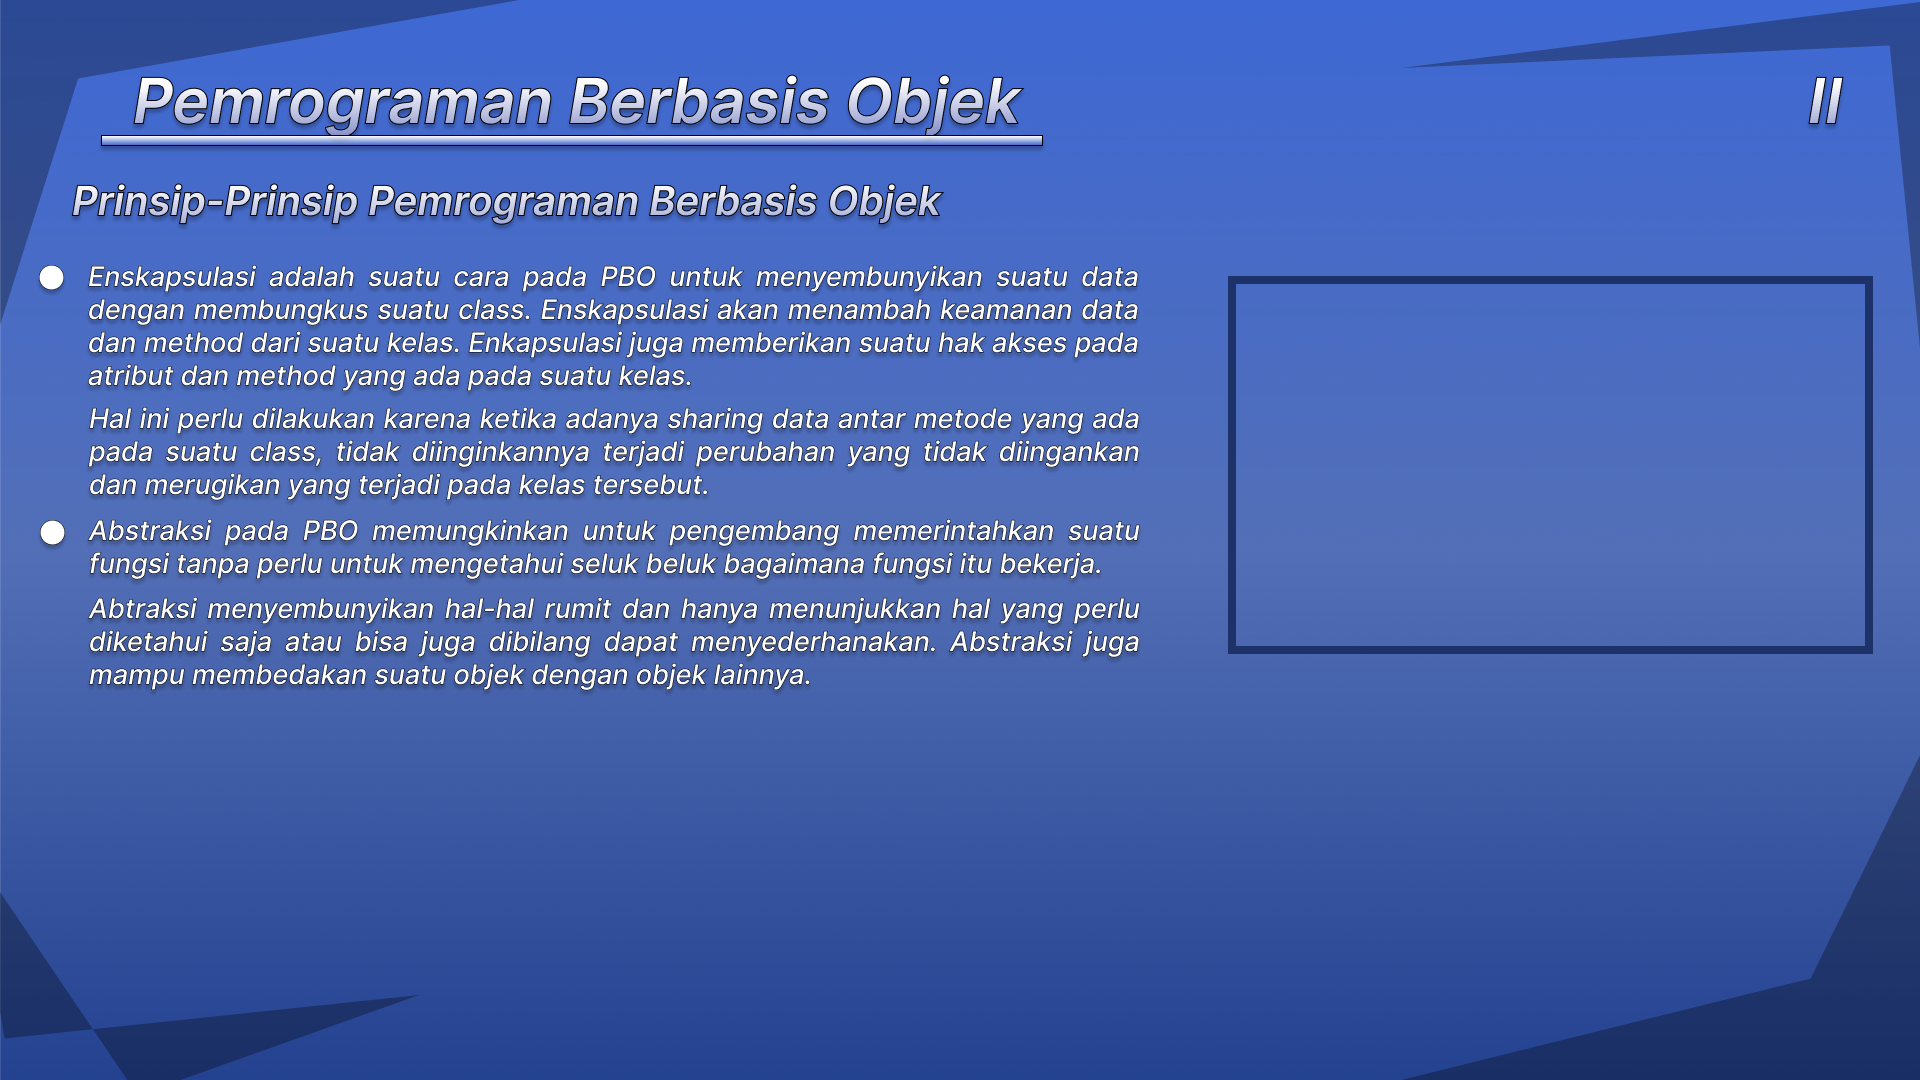 Pemrograman Berbasis Objek
II
Prinsip-Prinsip Pemrograman Berbasis Objek
Enskapsulasi adalah suatu cara pada PBO untuk menyembunyikan suatu data
dengan membungkus suatu class. Enskapsulasi akan menambah keamanan data
dan method dari suatu kelas. Enkapsulasi juga memberikan suatu hak akses pada
atribut dan method yang ada pada suatu kelas.
Hal ini perlu dilakukan karena ketika adanya sharing data antar metode yang ada
pada suatu class, tidak diinginkannya terjadi perubahan yang tidak diingankan
dan merugikan yang terjadi pada kelas tersebut.
Abstraksi pada PBO memungkinkan untuk pengembang memerintahkan suatu
fungsi tanpa perlu untuk mengetahui seluk beluk bagaimana fungsi itu bekerja.
Abtraksi menyembunyikan hal-hal rumit dan hanya menunjukkan hal yang perlu
diketahui saja atau bisa juga dibilang dapat menyederhanakan. Abstraksi juga
mampu membedakan suatu objek dengan objek lainnya.